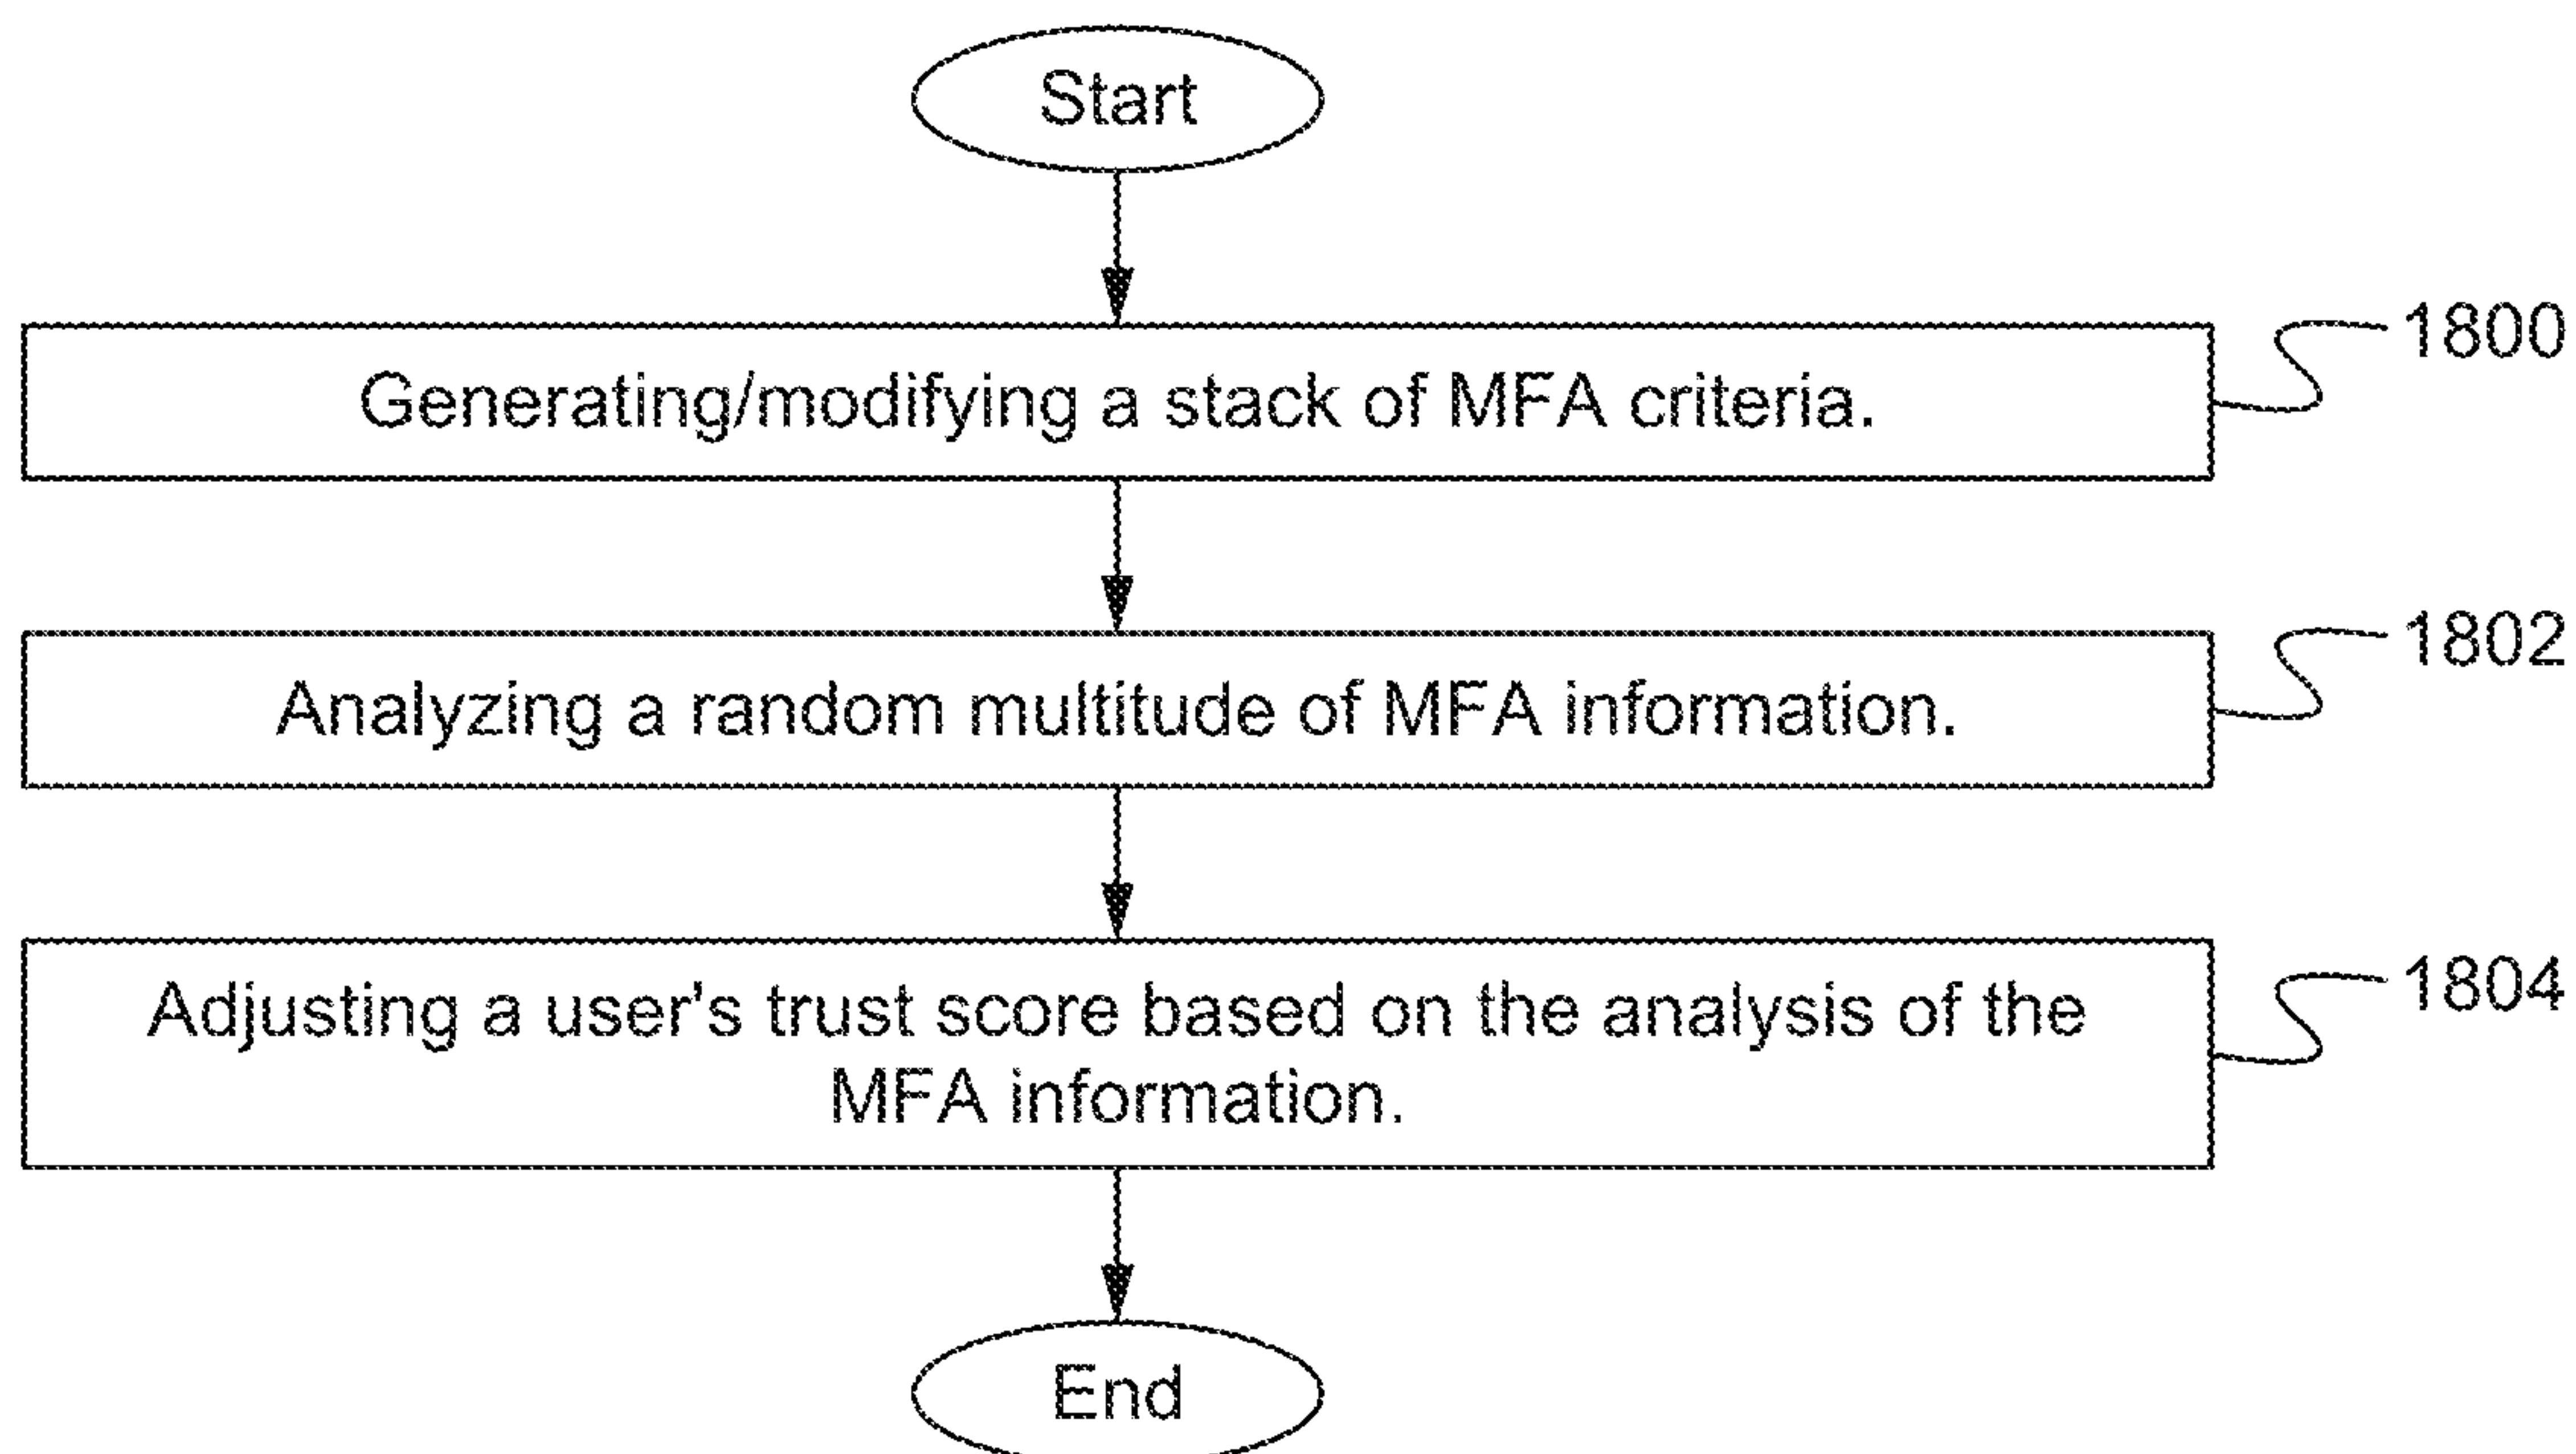 Start
Generating/modifying a stack of MFA criteria.
1800
Analyzing a random multitude of MFA information.
1802
Adjusting a user's trust score based on the analysis of the
MFA information.
1804
End